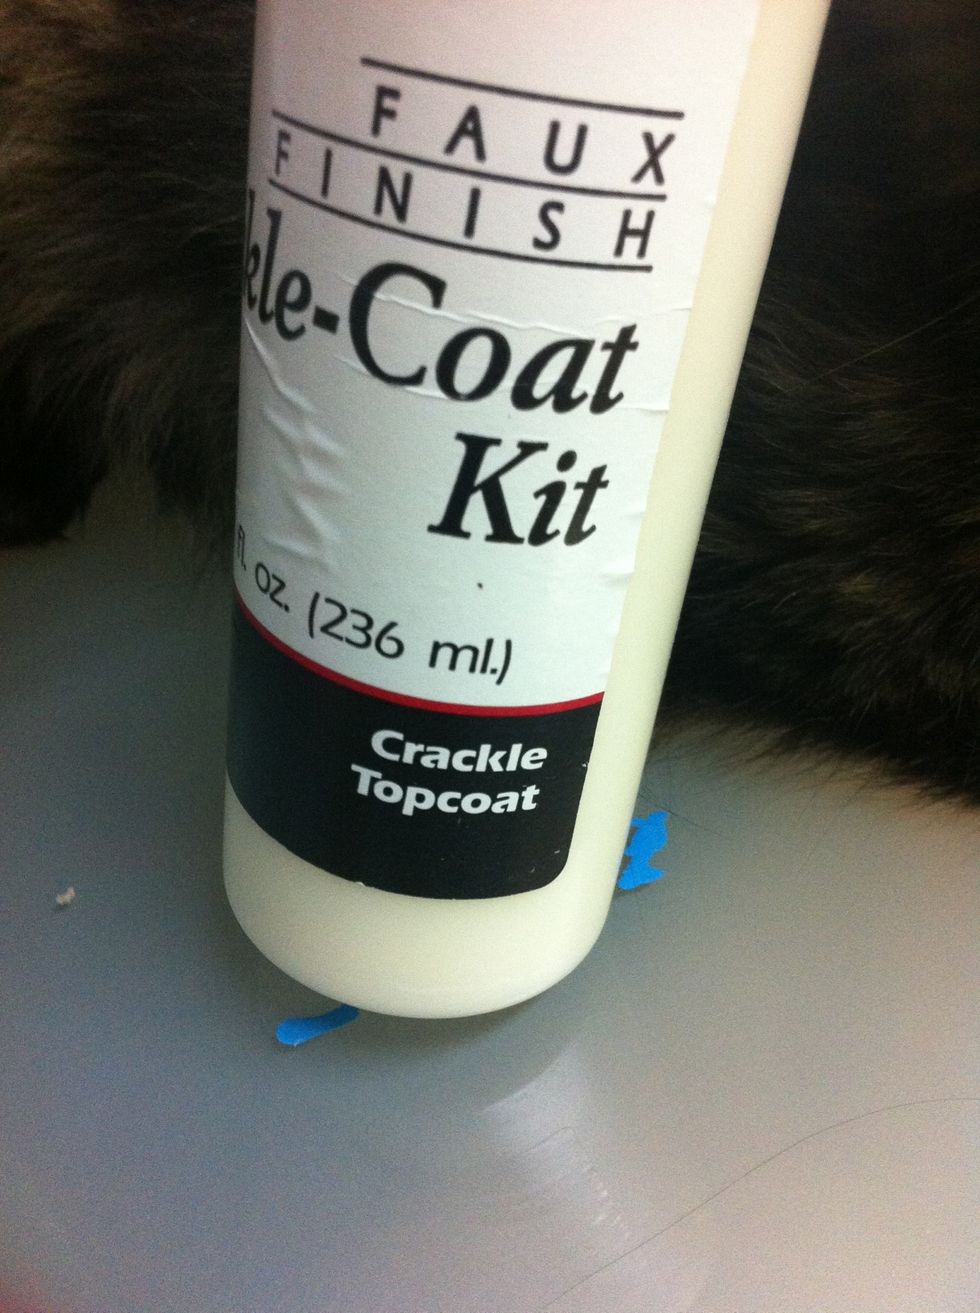 FAUX
FINISH
kle-Coat
Kit
fl. oz. (236 ml.)
Crackle
Topcoat